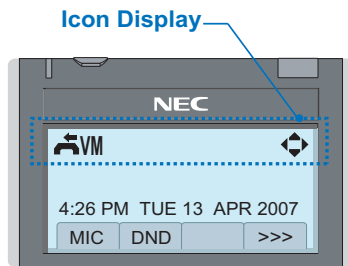 Icon Display
NEC
VM
4:26 PM TUE 13 APR 2007
MIC DND >>>